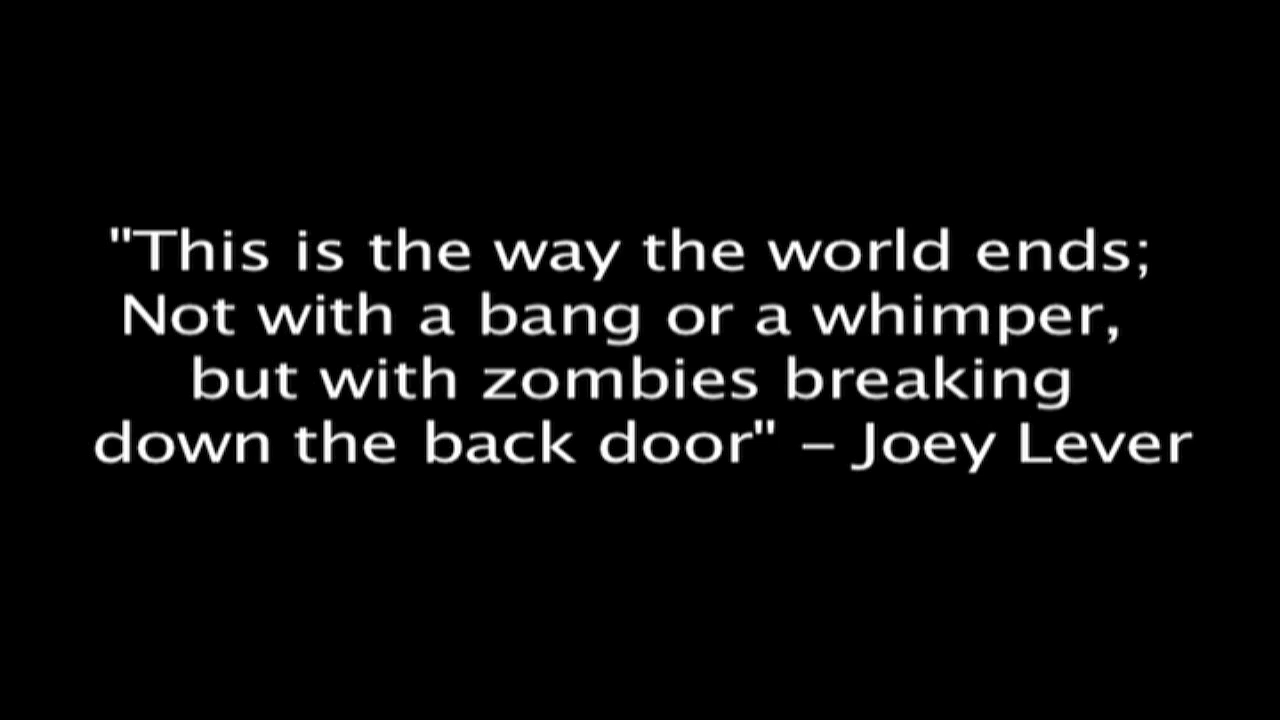 "This is the way the world ends;
Not with a bang or a whimper,
but with zombies breaking
down the back door" – Joey Lever